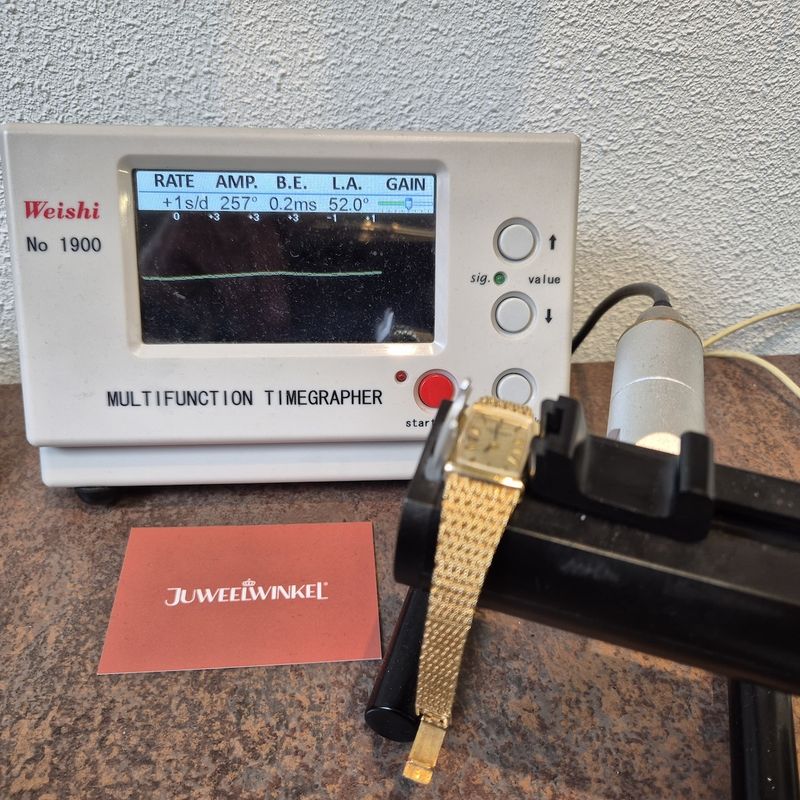 RATE AMP. B.E. L.A. GAIN
+1s/d 257° 0.2ms 52.0°
0 +3 +3 +3 -1 +1
Weishi
No 1900
sig. value
MULTIFUNCTION TIMEGRAPHER
JUWEELWINKEL®